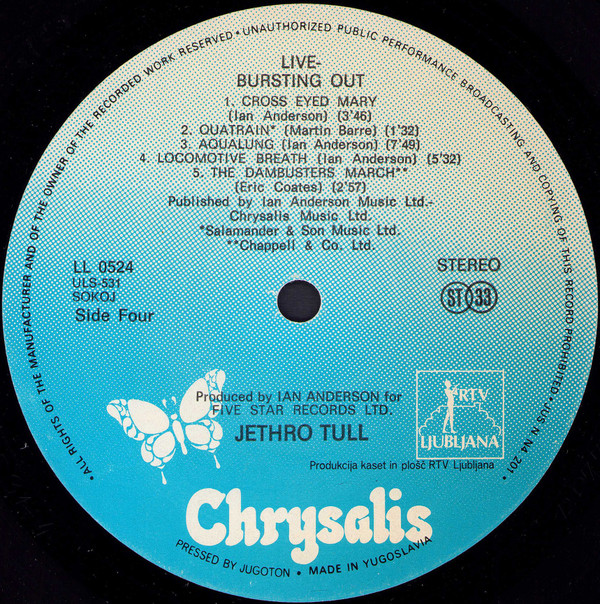 •ALL RIGHTS OF THE MANUFACTURER AND OF THE OWNER OF THE RECORDED WORK RESERVED•UNAUTHORIZED PUBLIC PERFORMANCE BROADCASTING AND COPYING OF THIS RECORD PROHIBITED•JUS N N4 201•
LIVE-
BURSTING OUT
1. CROSS EYED MARY
(Ian Anderson) (3'46)
2. QUATRAIN* (Martin Barre) (1'32)
3. AQUALUNG (Ian Anderson) (7'49)
4. LOCOMOTIVE BREATH (Ian Anderson) (5'32)
5. THE DAMBUSTERS MARCH**
(Eric Coates) (2'57)
Published by Ian Anderson Music Ltd.-
Chrysalis Music Ltd.
*Salamander & Son Music Ltd.
**Chappell & Co. Ltd.
LL 0524
ULS-531
SOKOJ
Side Four
STEREO
ST 33
Produced by IAN ANDERSON for
FIVE STAR RECORDS LTD.
JETHRO TULL
RTV
LJUBLJANA
Produkcija kaset in plošč RTV Ljubljana
Chrysalis
PRESSED BY JUGOTON • MADE IN YUGOSLAVIA